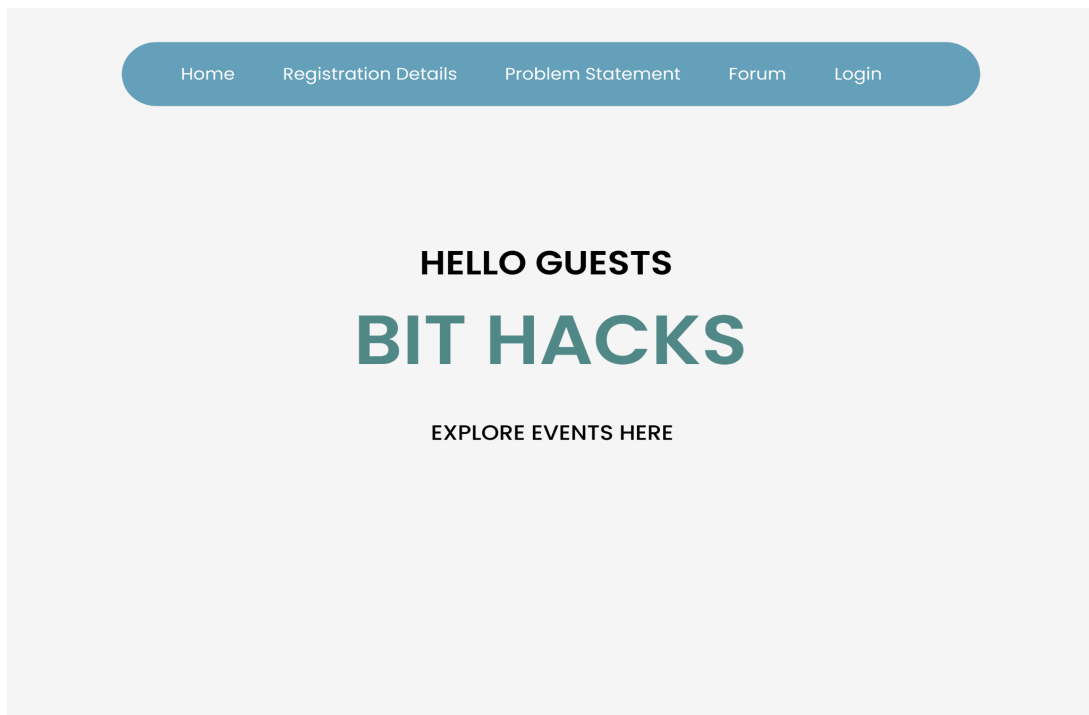 Home Registration Details Problem Statement Forum Login
HELLO GUESTS
BIT HACKS
EXPLORE EVENTS HERE